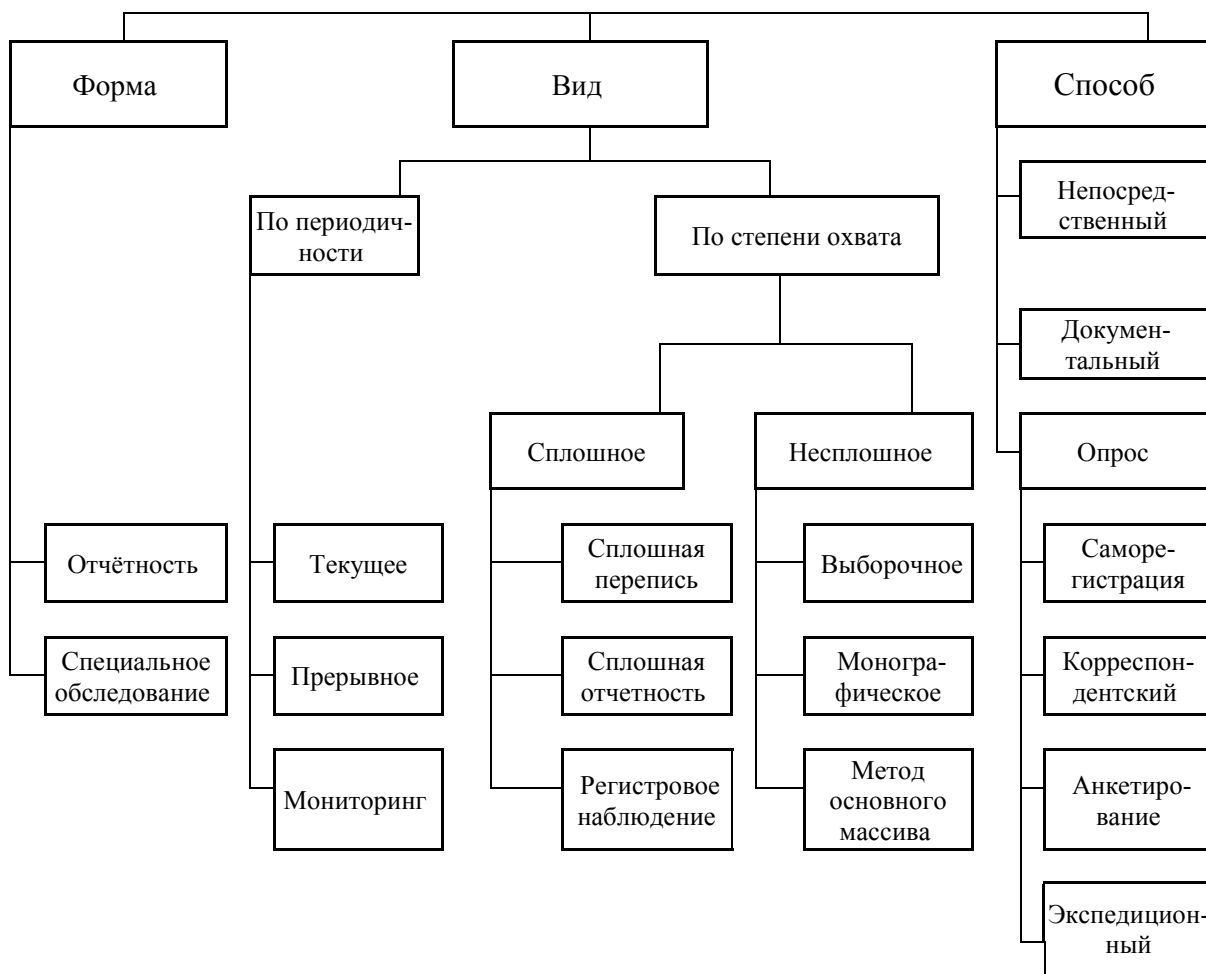 Форма
Вид
Способ
По периодич-
ности
По степени охвата
Непосред-
ственный
Докумен-
тальный
Сплошное
Несплошное
Опрос
Отчётность
Текущее
Сплошная
перепись
Выборочное
Саморе-
гистрация
Специальное
обследование
Прерывное
Сплошная
отчетность
Моногра-
фическое
Корреспон-
дентский
Мониторинг
Регистровое
наблюдение
Метод
основного
массива
Анкетиро-
вание
Экспедицион-
ный